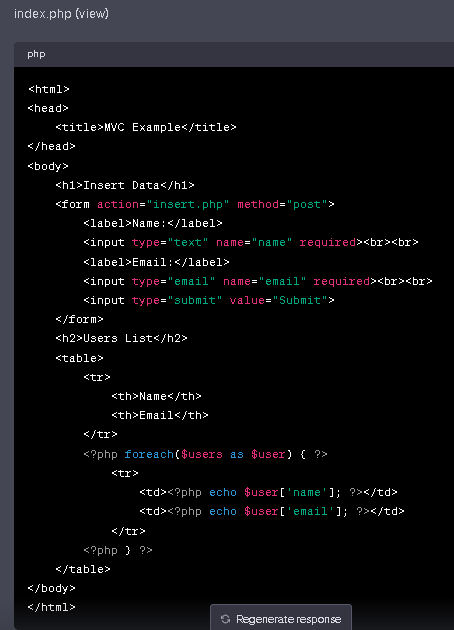 index.php (view)
php
<html>
<head>
    <title>MVC Example</title>
</head>
<body>
    <h1>Insert Data</h1>
    <form action="insert.php" method="post">
        <label>Name:</label>
        <input type="text" name="name" required><br><br>
        <label>Email:</label>
        <input type="email" name="email" required><br><br>
        <input type="submit" value="Submit">
    </form>
    <h2>Users List</h2>
    <table>
        <tr>
            <th>Name</th>
            <th>Email</th>
        </tr>
        <?php foreach($users as $user) { ?>
            <tr>
                <td><?php echo $user['name']; ?></td>
                <td><?php echo $user['email']; ?></td>
            </tr>
        <?php } ?>
    </table>
</body>
</html>
Regenerate response